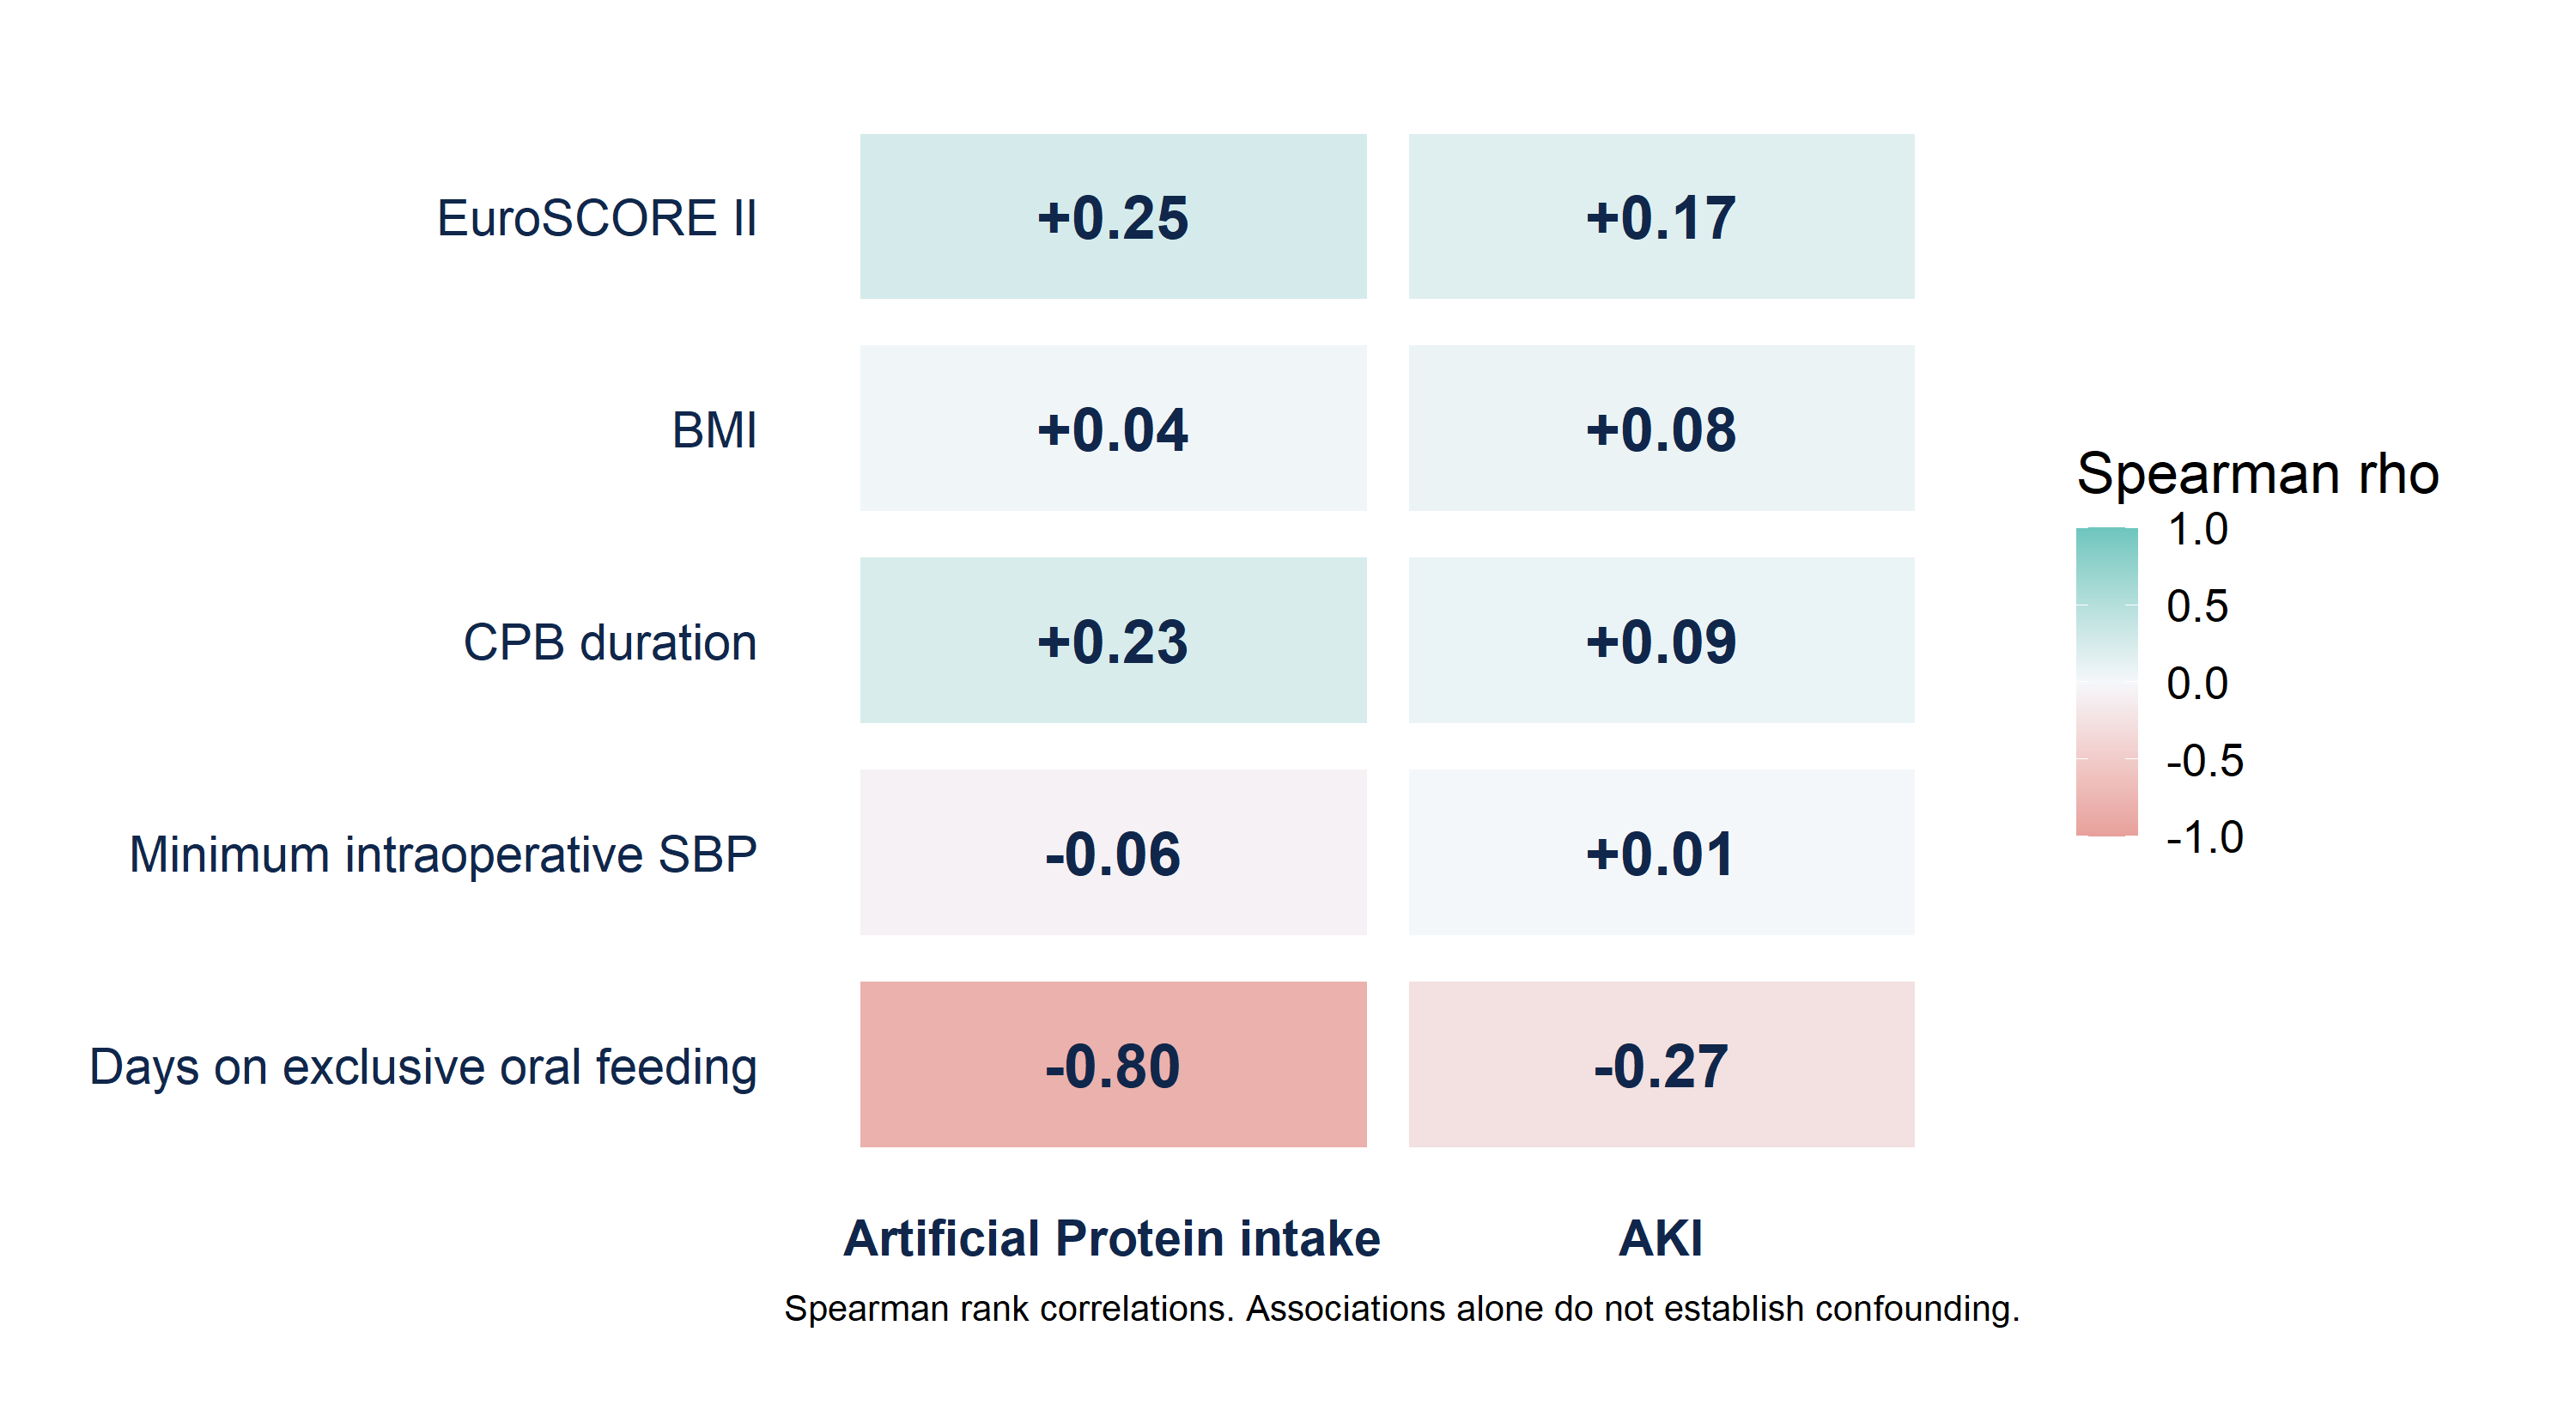 EuroSCORE II +0.25 +0.17
BMI +0.04 +0.08
Spearman rho
1.0
0.5
0.0
-0.5
-1.0
CPB duration +0.23 +0.09
Minimum intraoperative SBP -0.06 +0.01
Days on exclusive oral feeding -0.80 -0.27
Artificial Protein intake AKI
Spearman rank correlations. Associations alone do not establish confounding.